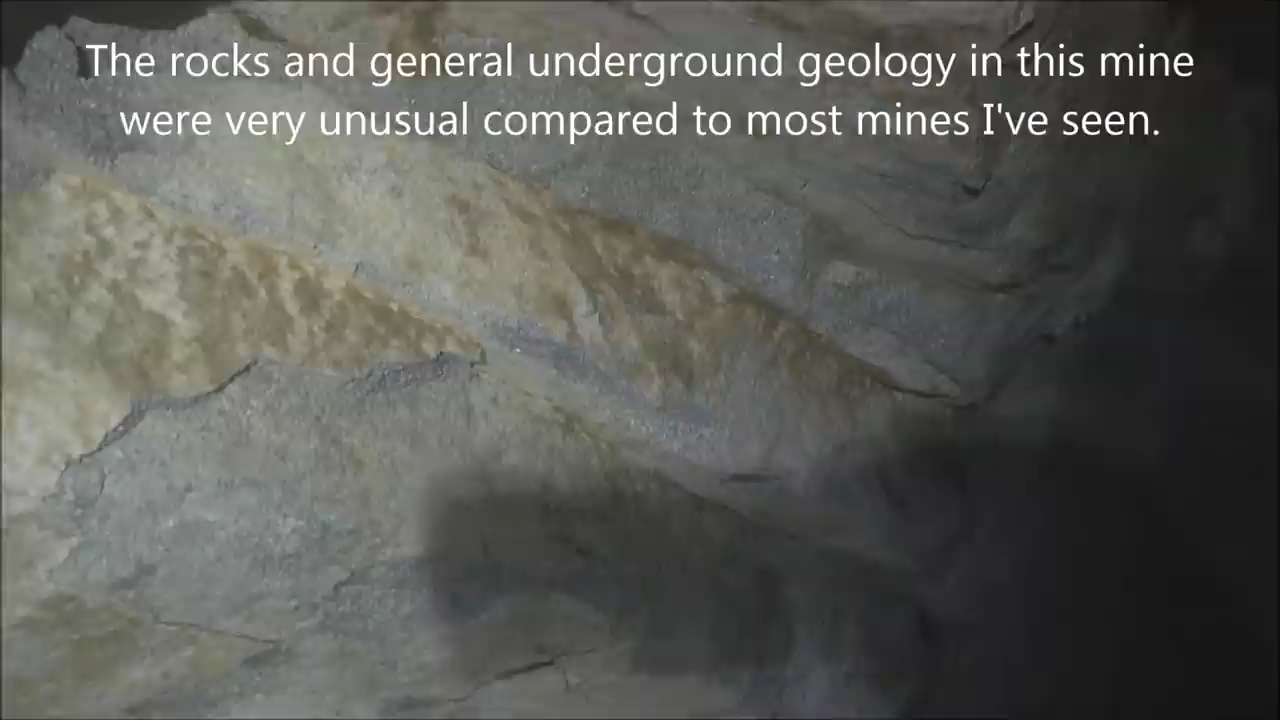 The rocks and general underground geology in this mine
were very unusual compared to most mines I've seen.